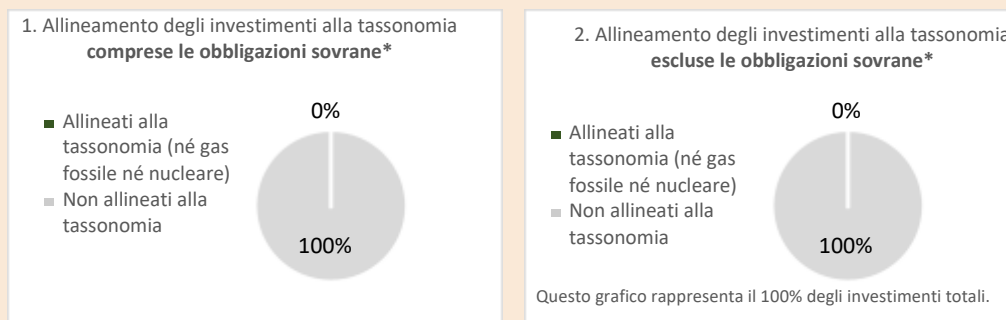 1. Allineamento degli investimenti alla tassonomia
comprese le obbligazioni sovrane*
Allineati alla
tassonomia (né gas
fossile né nucleare)
Non allineati alla
tassonomia
0%
100%
2. Allineamento degli investimenti alla tassonomia
escluse le obbligazioni sovrane*
Allineati alla
tassonomia (né gas
fossile né nucleare)
Non allineati alla
tassonomia
0%
100%
Questo grafico rappresenta il 100% degli investimenti totali.